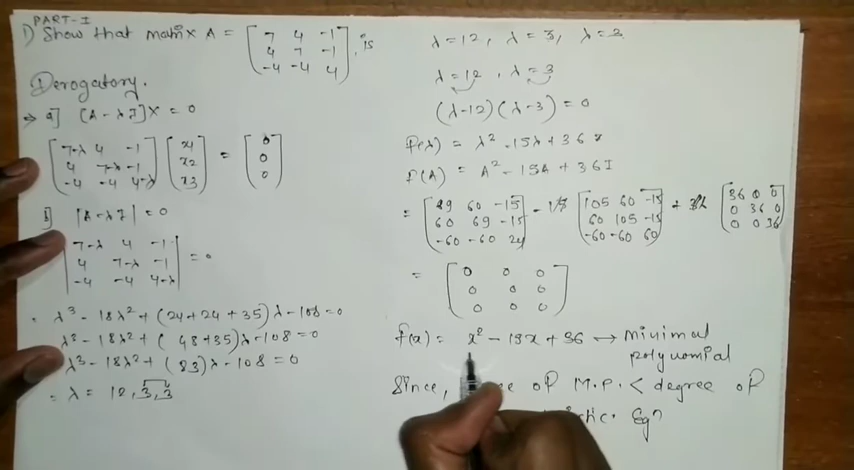 PART-I
1) Show that matrix A = [ 7 4 -1
4 7 -1
-4 -4 4 ], is
Derogatory.
→ a] [A - λI]X = 0
[ 7-λ 4 -1
4 7-λ -1
-4 -4 4-λ ] [ x1
x2
x3 ] = [ 0
0
0 ]
b] |A - λI| = 0
| 7-λ 4 -1
4 7-λ -1
-4 -4 4-λ | = 0
λ³ - 18λ² + (24+24+35)λ - 108 = 0
λ³ - 18λ² + (48+35)λ - 108 = 0
λ³ - 18λ² + (83)λ - 108 = 0
= λ = 12, 3, 3
λ = 12, λ = 3, λ = 3
λ = 12, λ = 3
(λ-12)(λ-3) = 0
f(λ) = λ² - 15λ + 36
f(A) = A² - 15A + 36I
= [ 69 60 -15
60 69 -15
-60 -60 24 ] - [ 105 60 -15
60 105 -15
-60 -60 60 ] + [ 36 0 0
0 36 0
0 0 36 ]
= [ 0 0 0
0 0 0
0 0 0 ]
f(x) = x² - 15x + 36 → minimal
polynomial
Since, of M.P. < degree of
Eqn